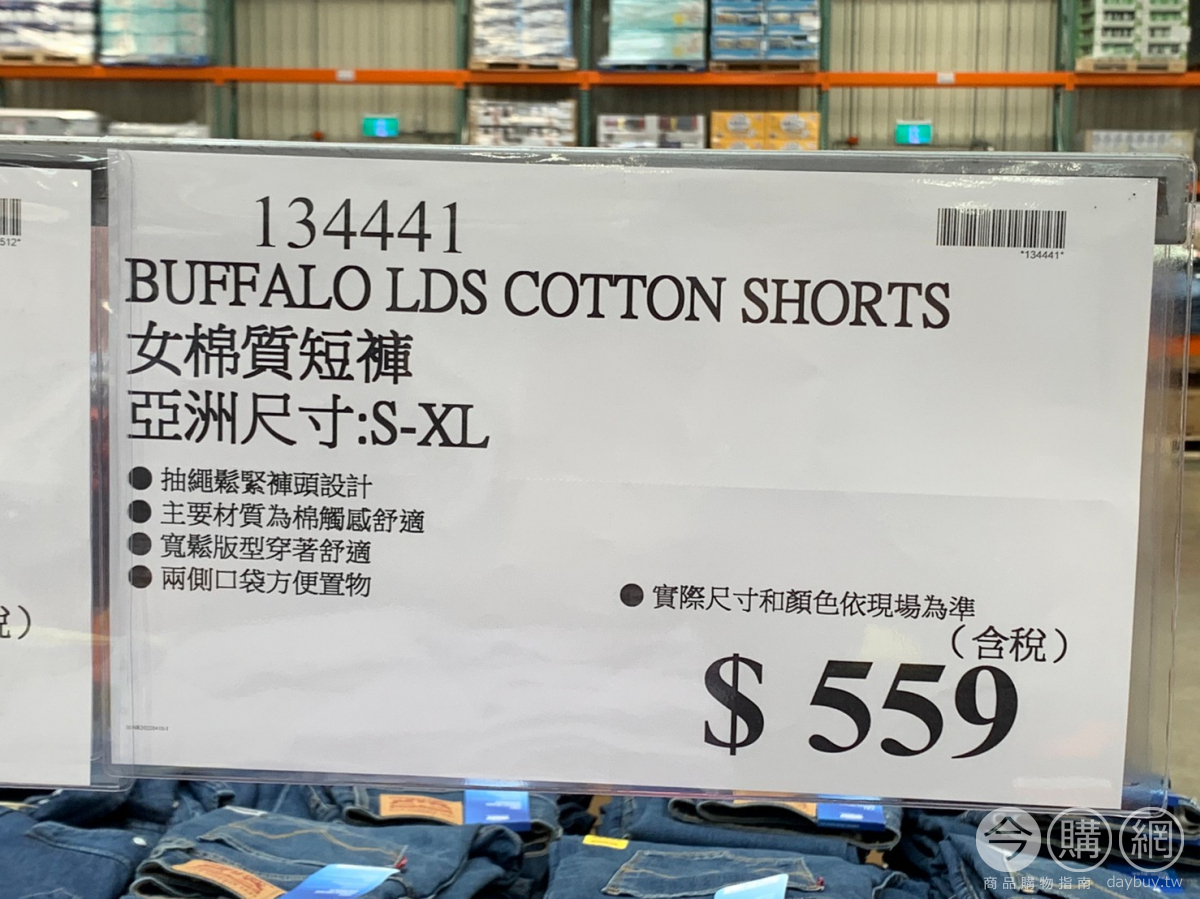 134441
*134441*
512*
BUFFALO LDS COTTON SHORTS
女棉質短褲
亞洲尺寸:S-XL
● 抽繩鬆緊褲頭設計
● 主要材質為棉觸感舒適
● 寬鬆版型穿著舒適
● 兩側口袋方便置物
● 實際尺寸和顏色依現場為準
（含稅）
稅）
$ 559
今購網
商品購物指南 daybuy.tw